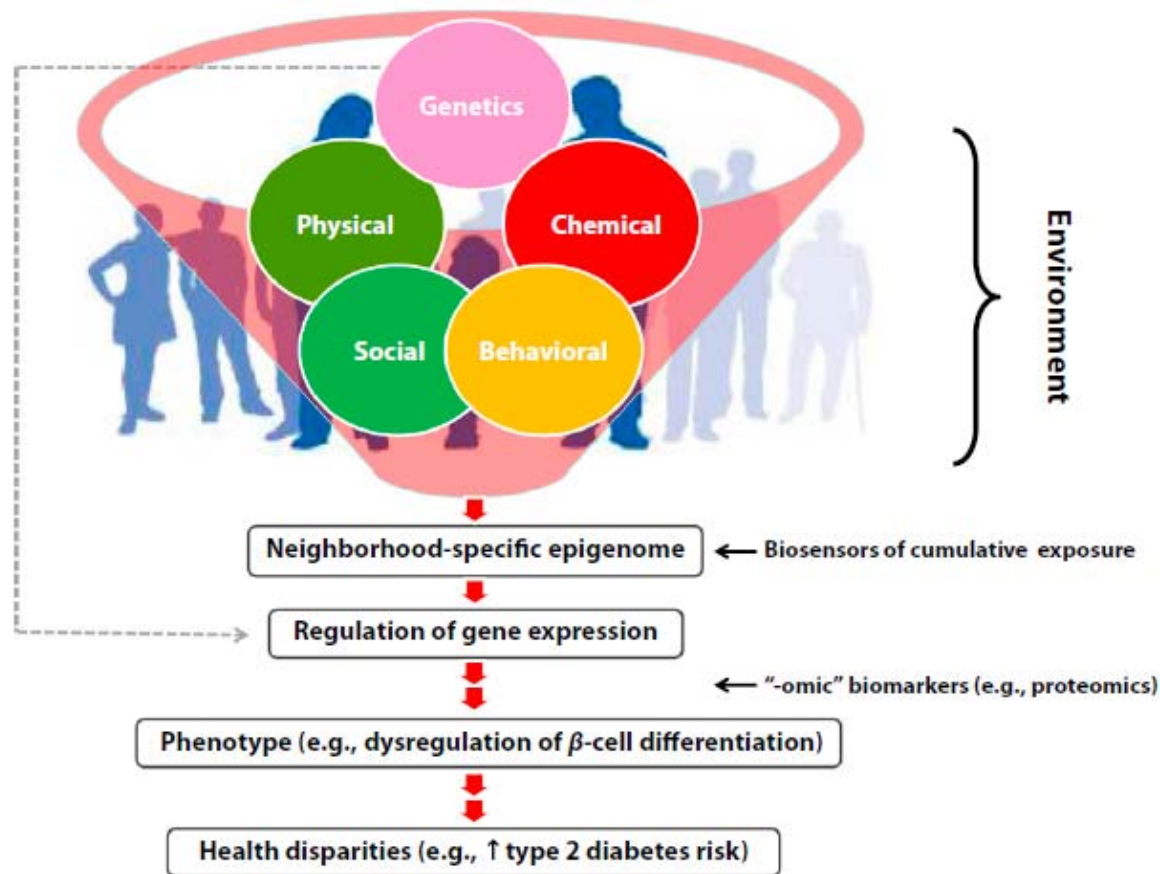 Genetics
Physical
Chemical
Social
Behavioral
Environment
Neighborhood-specific epigenome
Biosensors of cumulative exposure
Regulation of gene expression
“-omic” biomarkers (e.g., proteomics)
Phenotype (e.g., dysregulation of β-cell differentiation)
Health disparities (e.g., ↑ type 2 diabetes risk)